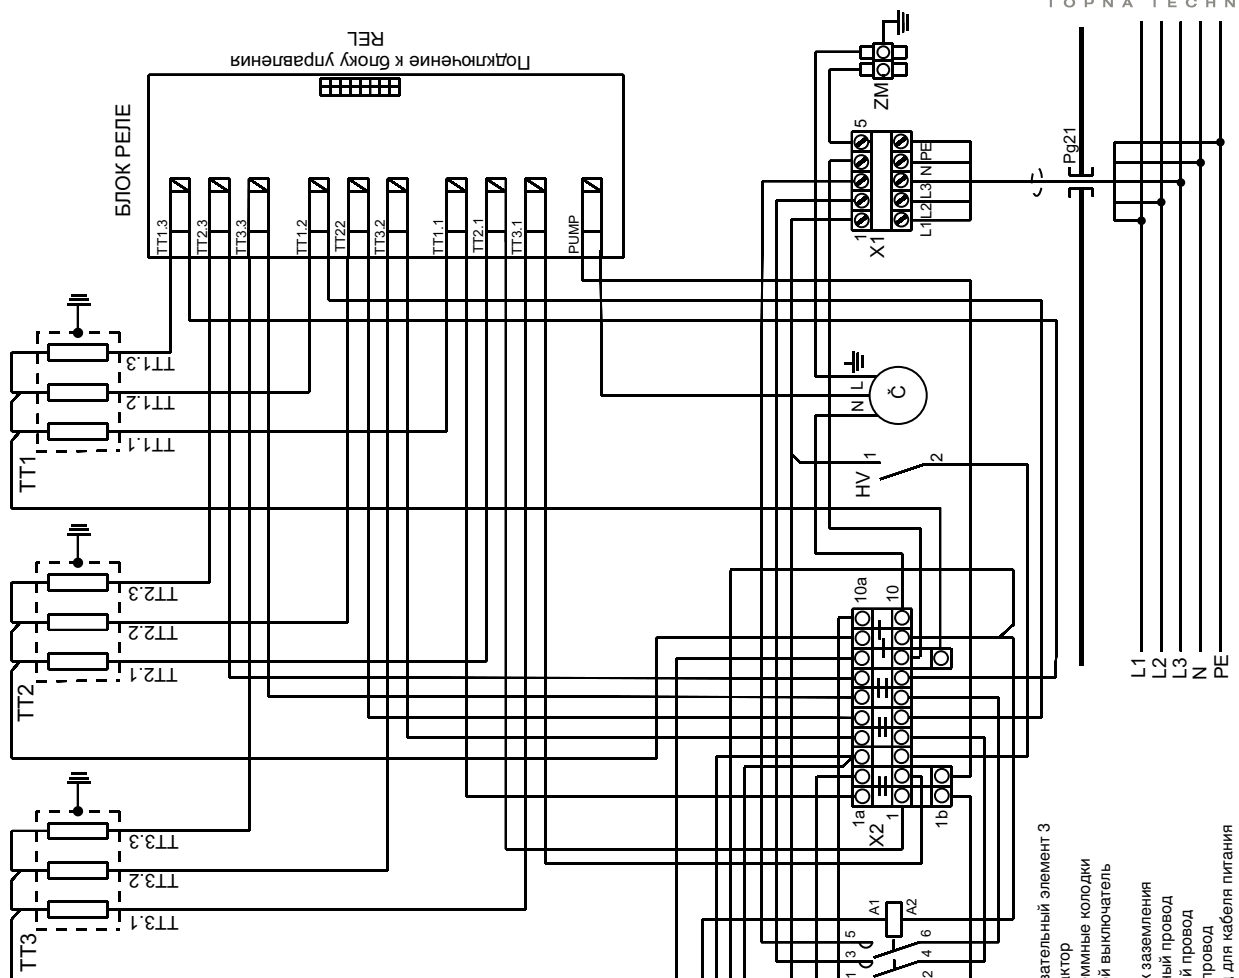 TOPNA TECHN
Подключение к блоку управления
REL
БЛОК РЕЛЕ
TT1.3
TT2.3
TT3.3
TT1.2
TT22
TT3.2
TT1.1
TT2.1
TT3.1
PUMP
ZM
5
1
X1
L1
L2
L3
N
PE
Pg21
TT1.3
TT1.2
TT1.1
TT1
N
L
Č
HV
1
2
TT2.3
TT2.2
TT2.1
TT2
10a
10
1a
1
1b
X2
L1
L2
L3
N
PE
TT3.3
TT3.2
TT3.1
TT3
A1
A2
5
3
1
6
4
2
вательный элемент 3
актор
ммные колодки
й выключатель
к заземления
ный провод
й провод
провод
для кабеля питания